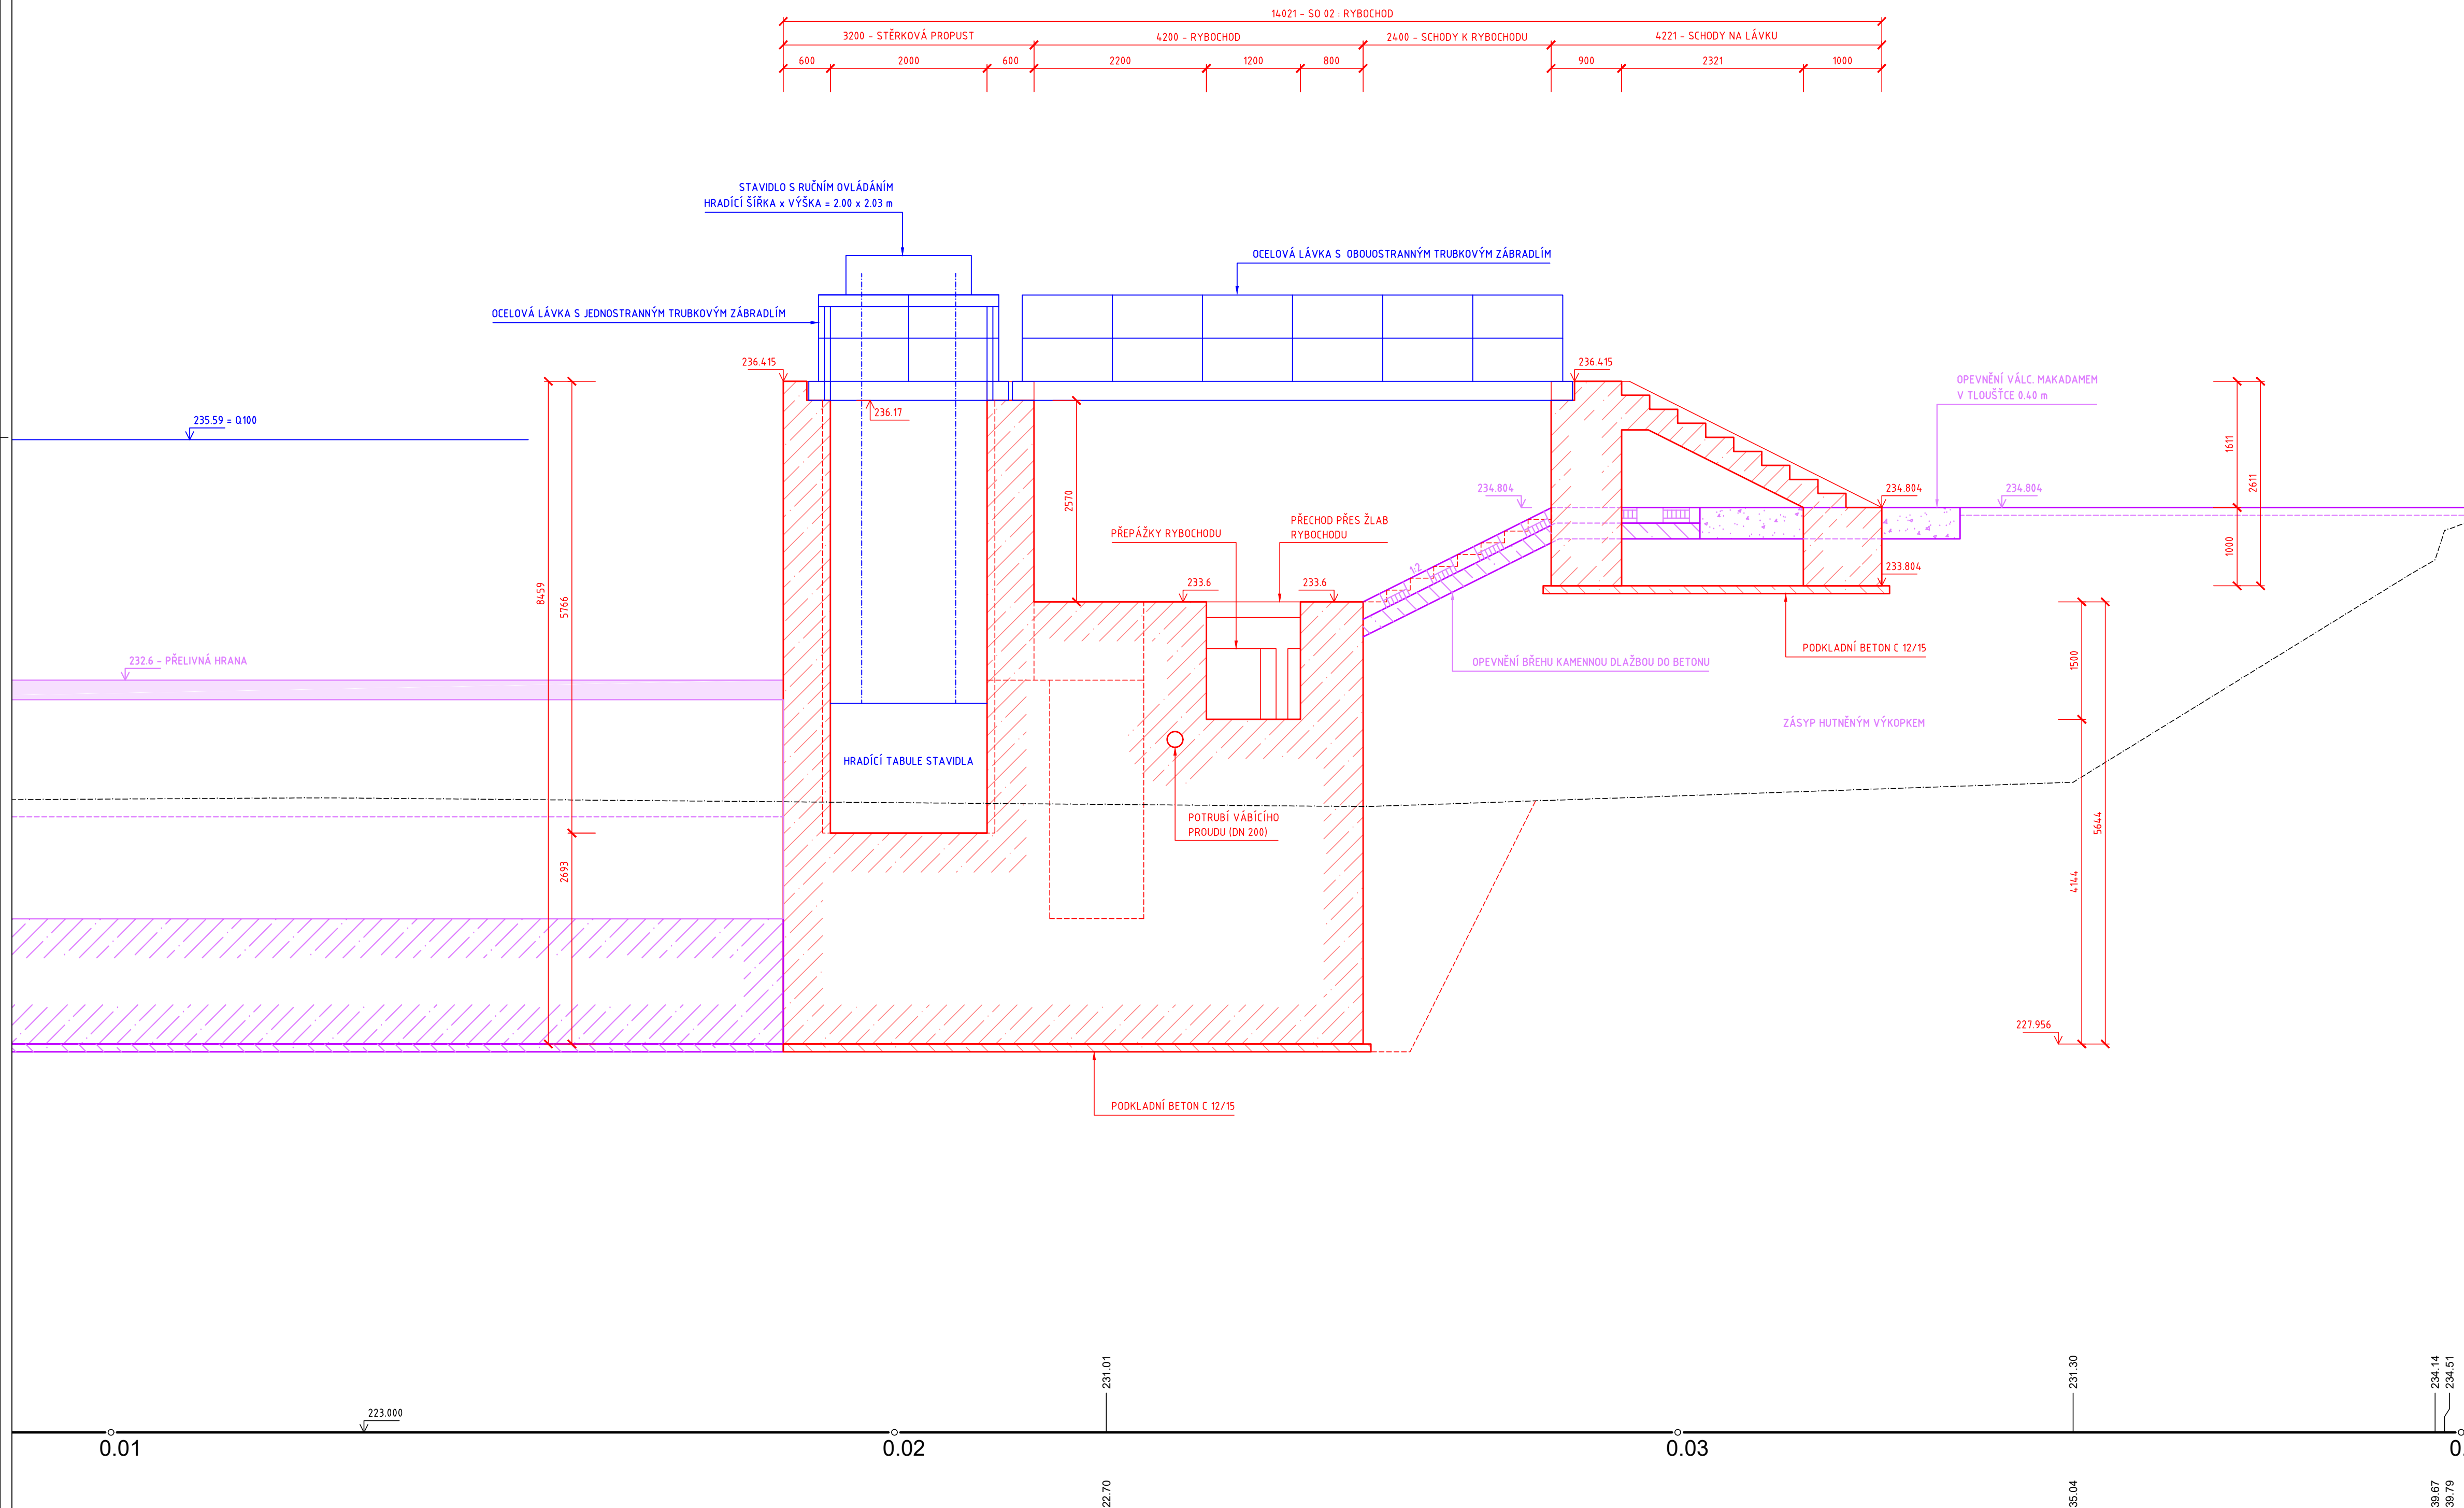 14021 - SO 02 : RYBOCHOD
3200 - STĚRKOVÁ PROPUST
4200 - RYBOCHOD
2400 - SCHODY K RYBOCHODU
4221 - SCHODY NA LÁVKU
600
2000
600
2200
1200
800
900
2321
1000
STAVIDLO S RUČNÍM OVLÁDÁNÍM
HRADÍCÍ ŠÍŘKA x VÝŠKA = 2.00 x 2.03 m
OCELOVÁ LÁVKA S OBOUOSTRANNÝM TRUBKOVÝM ZÁBRADLÍM
OCELOVÁ LÁVKA S JEDNOSTRANNÝM TRUBKOVÝM ZÁBRADLÍM
236.415
236.415
OPEVNĚNÍ VÁLC. MAKADAMEM
V TLOUŠŤCE 0.40 m
236.17
235.59 = Q100
1611
2611
2570
234.804
234.804
234.804
PŘEPÁŽKY RYBOCHODU
PŘECHOD PŘES ŽLAB
RYBOCHODU
1000
1:2
233.804
233.6
233.6
8459
5766
232.6 - PŘELIVNÁ HRANA
OPEVNĚNÍ BŘEHU KAMENNOU DLAŽBOU DO BETONU
PODKLADNÍ BETON C 12/15
1500
ZÁSYP HUTNĚNÝM VÝKOPKEM
HRADÍCÍ TABULE STAVIDLA
POTRUBÍ VÁBÍCÍHO
PROUDU (DN 200)
5644
2693
4144
227.956
PODKLADNÍ BETON C 12/15
231.01
231.30
234.14
234.51
223.000
0.01
0.02
0.03
0.
22.70
35.04
39.67
39.79